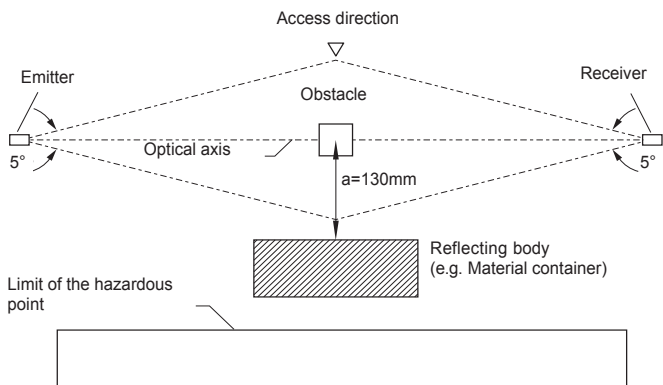 Access direction
Emitter
Receiver
Obstacle
Optical axis
5°
5°
a=130mm
Reflecting body
(e.g. Material container)
Limit of the hazardous
point